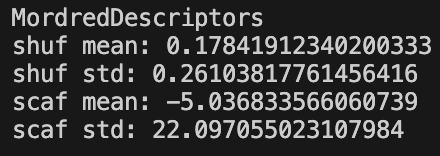 MordredDescriptors
shuf mean: 0.17841912340200333
shuf std: 0.26103817761456416
scaf mean: -5.036833566060739
scaf std: 22.097055023107984